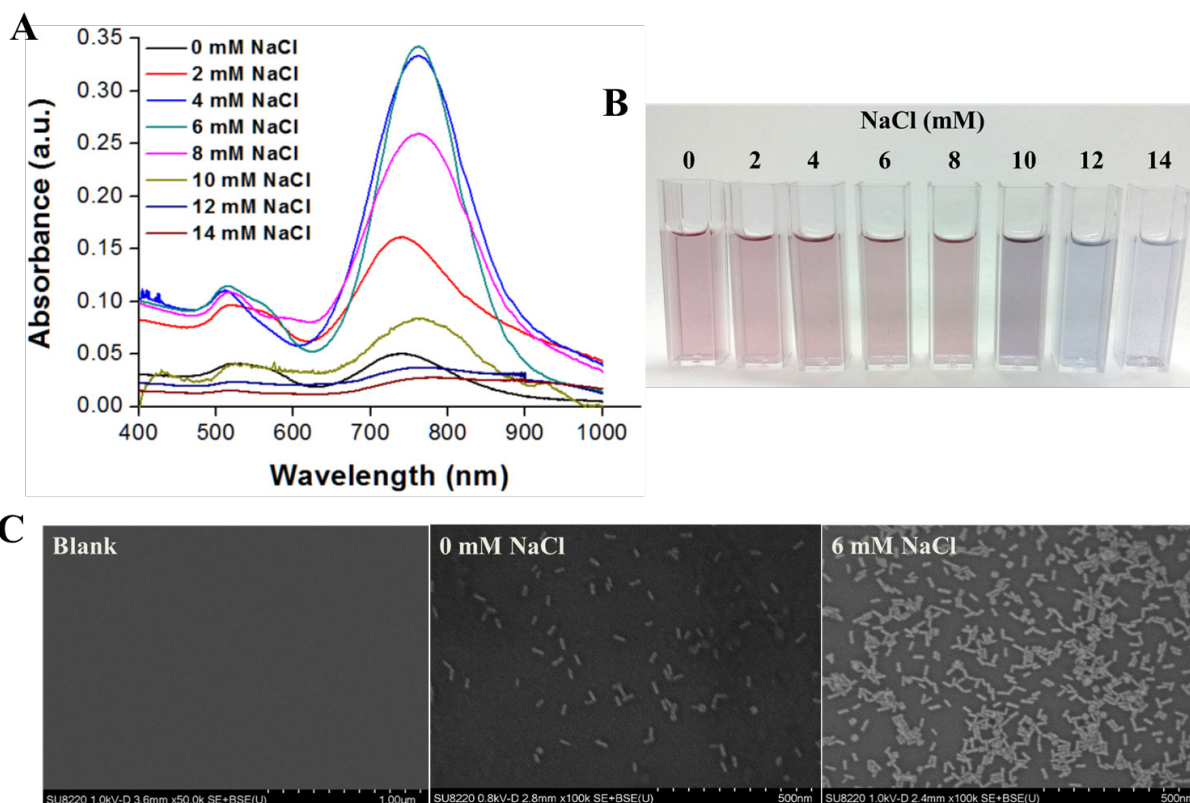 A
0.35
0.30
0.25
0.20
0.15
0.10
0.05
0.00
Absorbance (a.u.)
0 mM NaCl
2 mM NaCl
4 mM NaCl
6 mM NaCl
8 mM NaCl
10 mM NaCl
12 mM NaCl
14 mM NaCl
400 500 600 700 800 900 1000
Wavelength (nm)
B
NaCl (mM)
0 2 4 6 8 10 12 14
C
Blank
SU8220 1.0kV-D 3.6mm x50.0k SE+BSE(U) 1.00µm
0 mM NaCl
SU8220 0.8kV-D 2.8mm x100k SE+BSE(U) 500nm
6 mM NaCl
SU8220 1.0kV-D 2.4mm x100k SE+BSE(U) 500nm